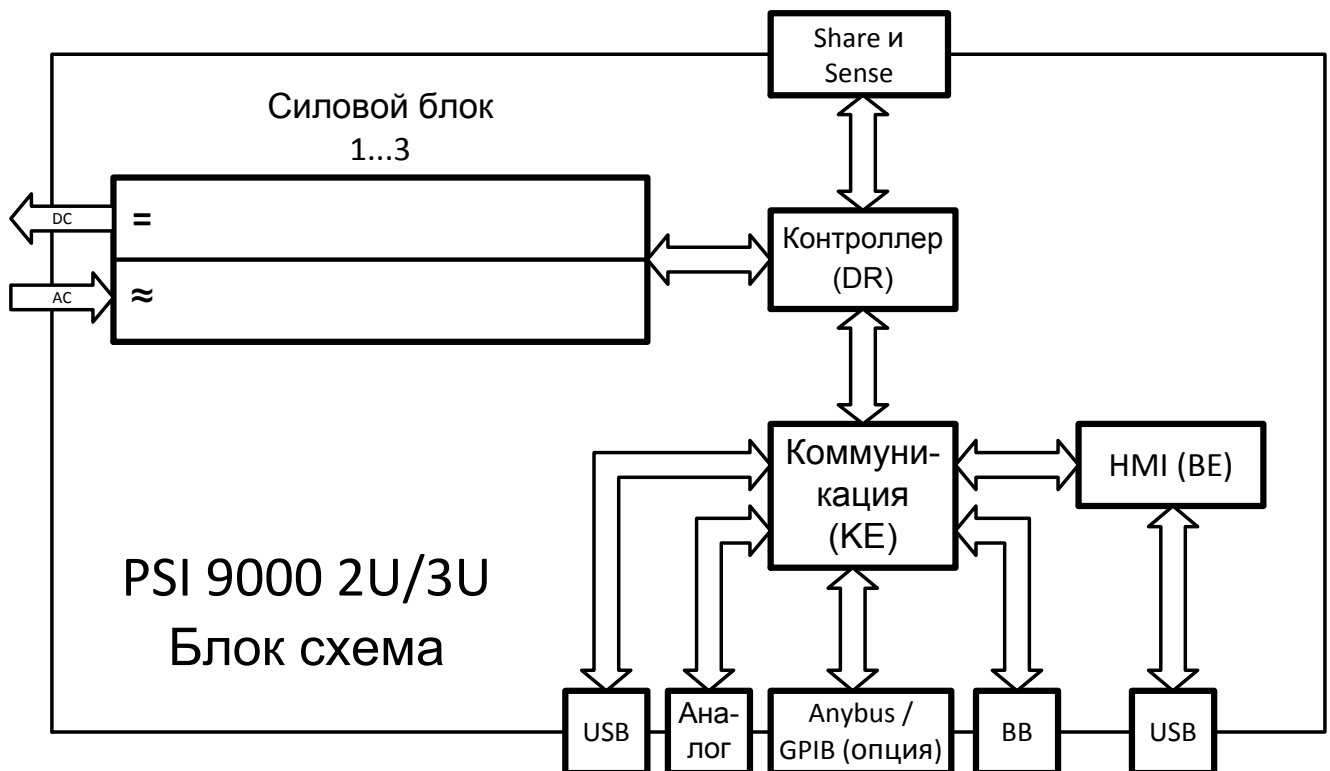 Share и
Sense
Силовой блок
1...3
DC
=
AC
≈
Контроллер
(DR)
Коммуни-
кация
(KE)
HMI (BE)
PSI 9000 2U/3U
Блок схема
USB
Ана-
лог
Anybus /
GPIB (опция)
BB
USB